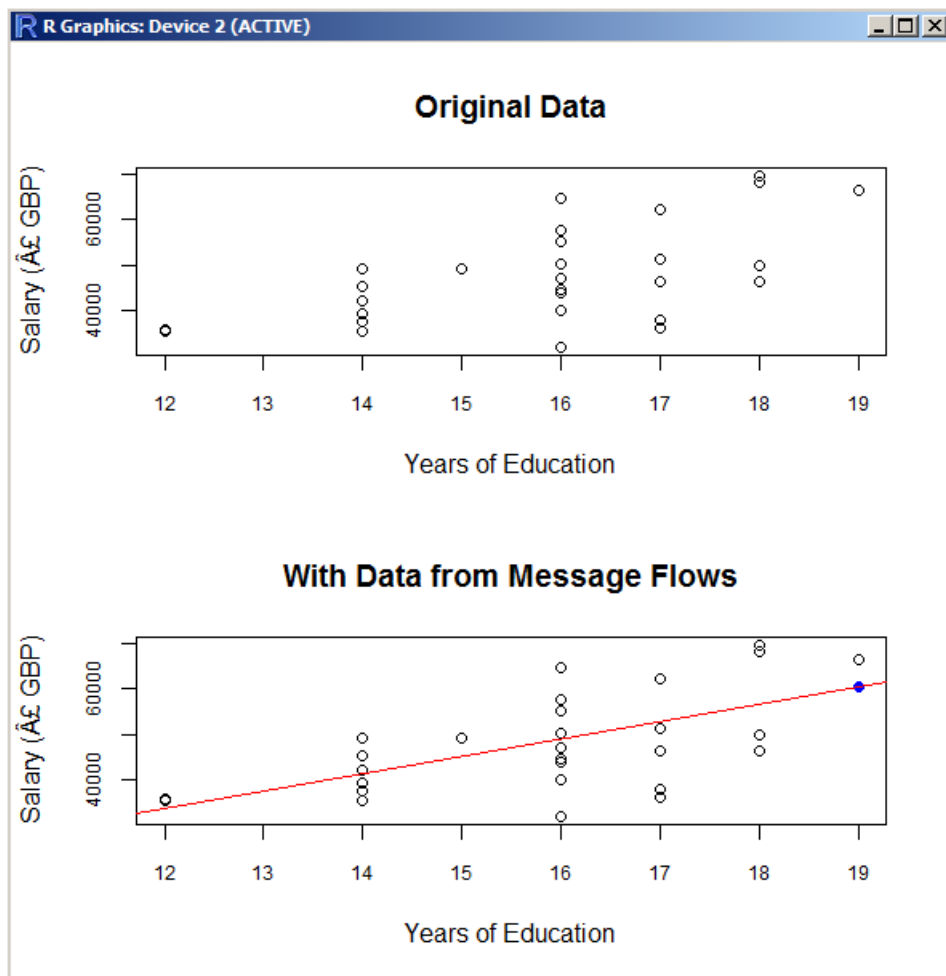 R Graphics: Device 2 (ACTIVE)
Original Data
Salary (Â£ GBP)
60000
40000
12 13 14 15 16 17 18 19
Years of Education
With Data from Message Flows
Salary (Â£ GBP)
60000
40000
12 13 14 15 16 17 18 19
Years of Education